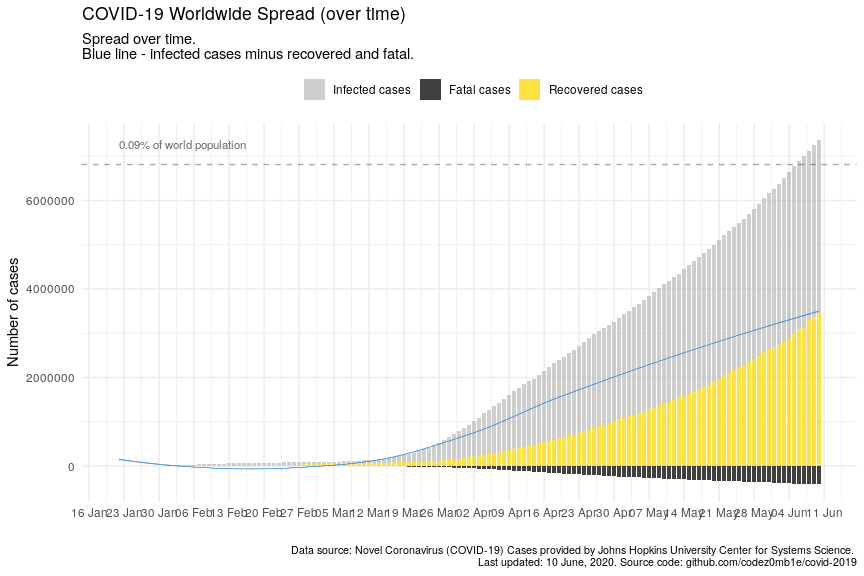 COVID-19 Worldwide Spread (over time)
Spread over time.
Blue line - infected cases minus recovered and fatal.
Infected cases Fatal cases Recovered cases
0.09% of world population
Number of cases
6000000
4000000
2000000
0
16 Jan 23 Jan 30 Jan 06 Feb 13 Feb 20 Feb 27 Feb 05 Mar 12 Mar 19 Mar 26 Mar 02 Apr 09 Apr 16 Apr 23 Apr 30 Apr 07 May 14 May 21 May 28 May 04 Jun 11 Jun
Data source: Novel Coronavirus (COVID-19) Cases provided by Johns Hopkins University Center for Systems Science.
Last updated: 10 June, 2020. Source code: github.com/codez0mb1e/covid-2019